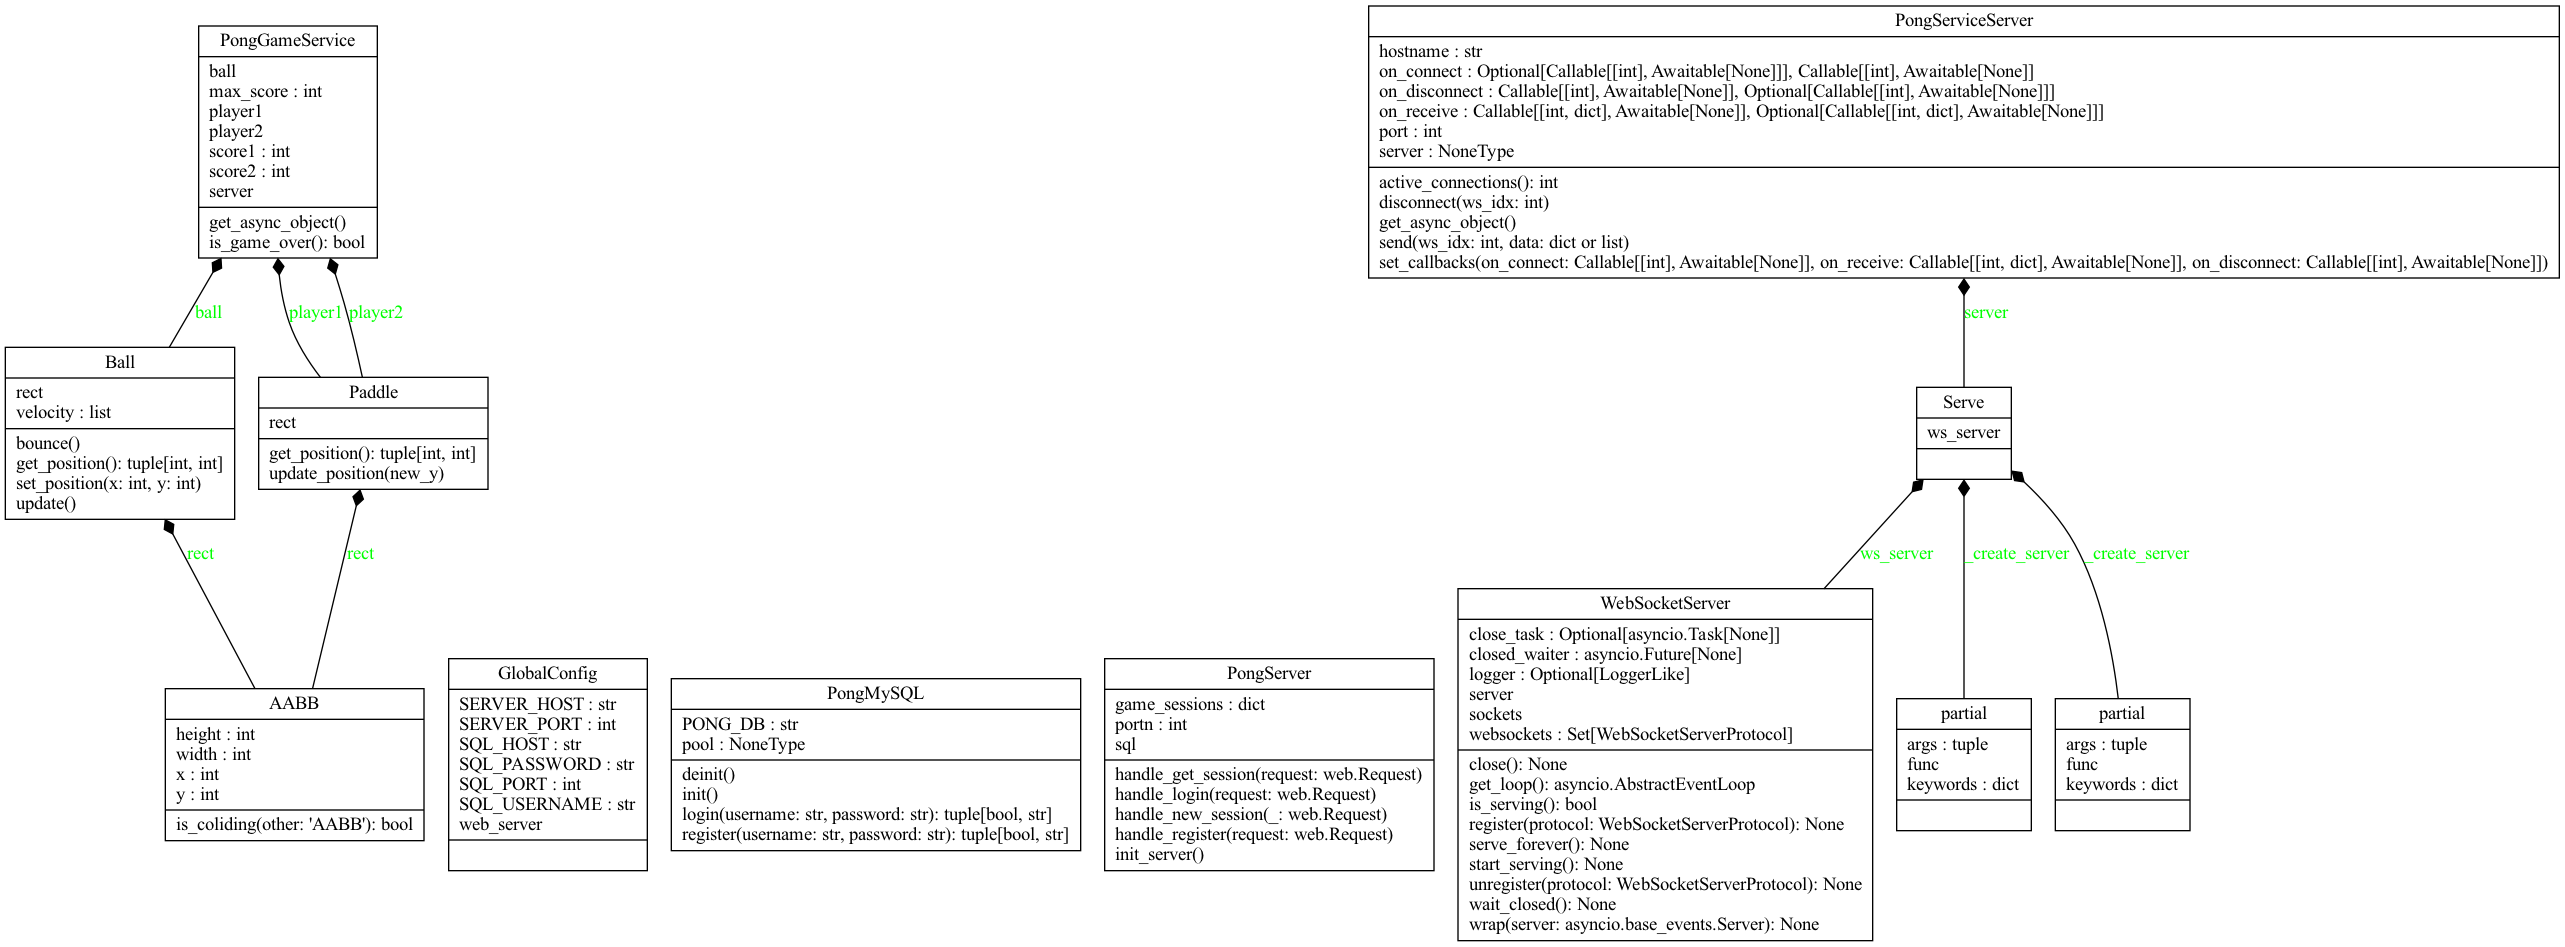 PongGameService
ball
max_score : int
player1
player2
score1 : int
score2 : int
server
get_async_object()
is_game_over(): bool
PongServiceServer
hostname : str
on_connect : Optional[Callable[[int], Awaitable[None]]], Callable[[int], Awaitable[None]]
on_disconnect : Callable[[int], Awaitable[None]], Optional[Callable[[int], Awaitable[None]]]
on_receive : Callable[[int, dict], Awaitable[None]], Optional[Callable[[int, dict], Awaitable[None]]]
port : int
server : NoneType
active_connections(): int
disconnect(ws_idx: int)
get_async_object()
send(ws_idx: int, data: dict or list)
set_callbacks(on_connect: Callable[[int], Awaitable[None]], on_receive: Callable[[int, dict], Awaitable[None]], on_disconnect: Callable[[int], Awaitable[None]])
ball
player1
player2
server
Ball
rect
velocity : list
bounce()
get_position(): tuple[int, int]
set_position(x: int, y: int)
update()
Paddle
rect
get_position(): tuple[int, int]
update_position(new_y)
Serve
ws_server
rect
rect
ws_server
_create_server
_create_server
AABB
height : int
width : int
x : int
y : int
is_coliding(other: 'AABB'): bool
GlobalConfig
SERVER_HOST : str
SERVER_PORT : int
SQL_HOST : str
SQL_PASSWORD : str
SQL_PORT : int
SQL_USERNAME : str
web_server
PongMySQL
PONG_DB : str
pool : NoneType
deinit()
init()
login(username: str, password: str): tuple[bool, str]
register(username: str, password: str): tuple[bool, str]
PongServer
game_sessions : dict
portn : int
sql
handle_get_session(request: web.Request)
handle_login(request: web.Request)
handle_new_session(_: web.Request)
handle_register(request: web.Request)
init_server()
WebSocketServer
close_task : Optional[asyncio.Task[None]]
closed_waiter : asyncio.Future[None]
logger : Optional[LoggerLike]
server
sockets
websockets : Set[WebSocketServerProtocol]
close(): None
get_loop(): asyncio.AbstractEventLoop
is_serving(): bool
register(protocol: WebSocketServerProtocol): None
serve_forever(): None
start_serving(): None
unregister(protocol: WebSocketServerProtocol): None
wait_closed(): None
wrap(server: asyncio.base_events.Server): None
partial
args : tuple
func
keywords : dict
partial
args : tuple
func
keywords : dict